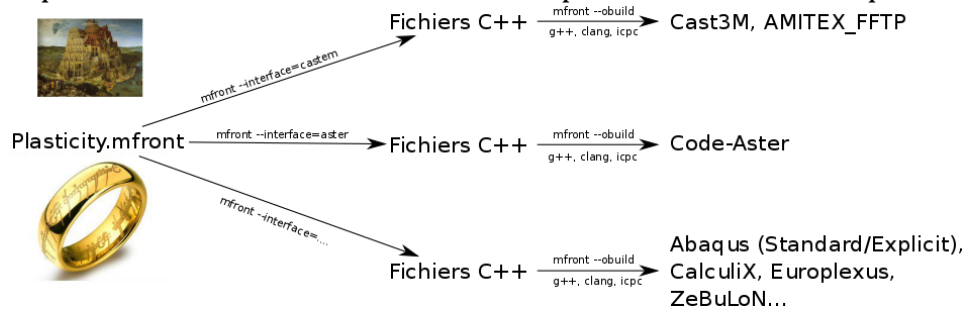 mfront --interface=castem
Fichiers C++
mfront --obuild
g++, clang, icpc
Cast3M, AMITEX_FFTP
Plasticity.mfront
mfront --interface=aster
Fichiers C++
mfront --obuild
g++, clang, icpc
Code-Aster
mfront --interface=....
Fichiers C++
mfront --obuild
g++, clang, icpc
Abaqus (Standard/Explicit),
CalculiX, Europlexus,
ZeBuLoN...